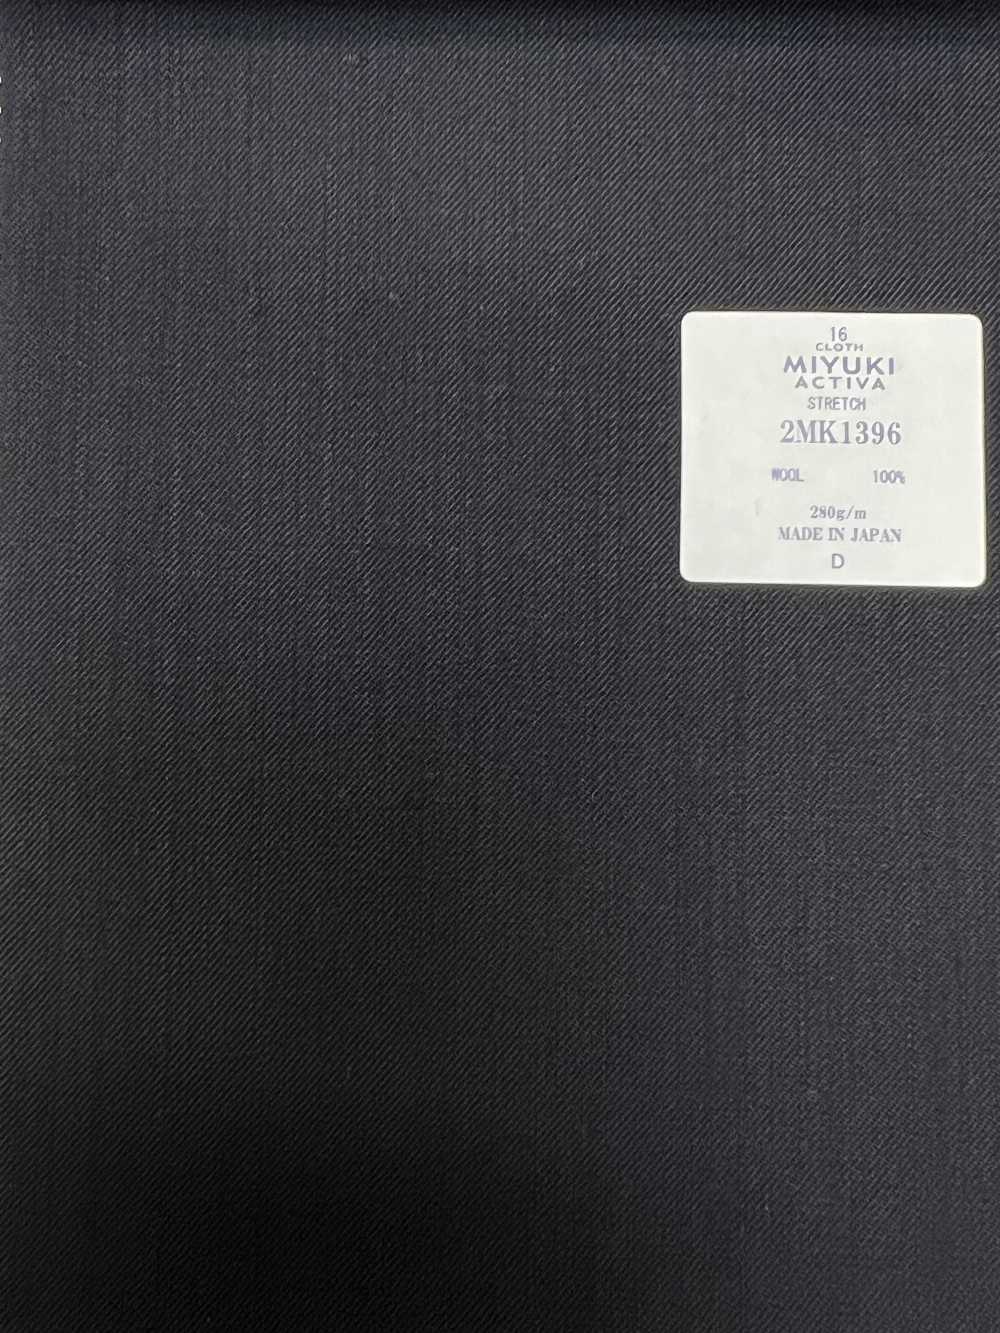 16
CLOTH
MIYUKI
ACTIVA
STRETCH
2MK1396
WOOL 100%
280g/m
MADE IN JAPAN
D